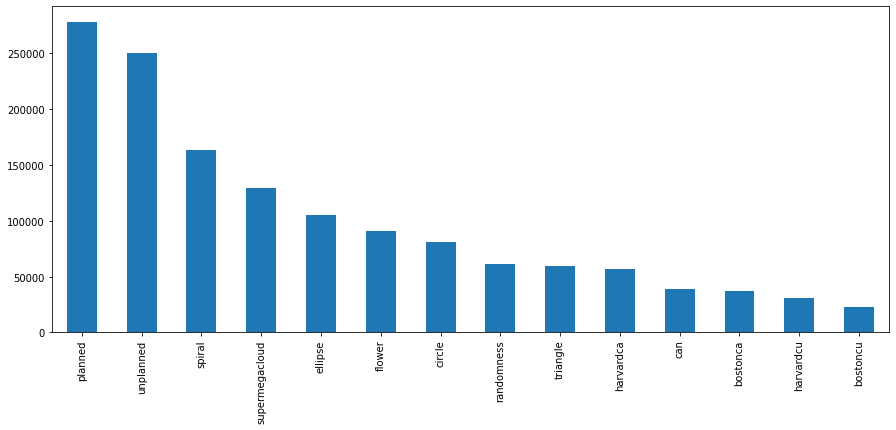 250000
200000
150000
100000
50000
0
planned
unplanned
spiral
supermegacloud
ellipse
flower
circle
randomness
triangle
harvardca
can
bostonca
harvardcu
bostoncu